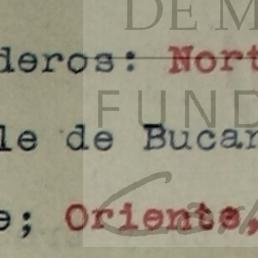 DE M
deros: Nort
FUND
le de Bucar
e; Oriente,